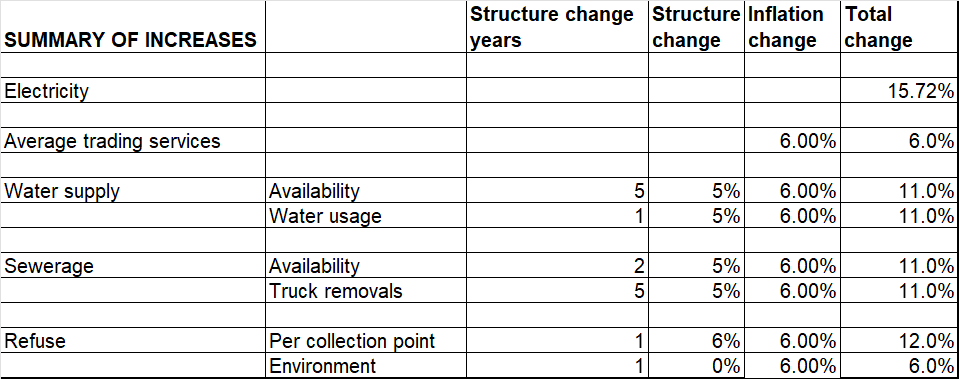 SUMMARY OF INCREASES Structure change years Structure change Inflation change Total change
Electricity 15.72%
Average trading services 6.00% 6.0%
Water supply Availability 5 5% 6.00% 11.0%
Water usage 1 5% 6.00% 11.0%
Sewerage Availability 2 5% 6.00% 11.0%
Truck removals 5 5% 6.00% 11.0%
Refuse Per collection point 1 6% 6.00% 12.0%
Environment 1 0% 6.00% 6.0%